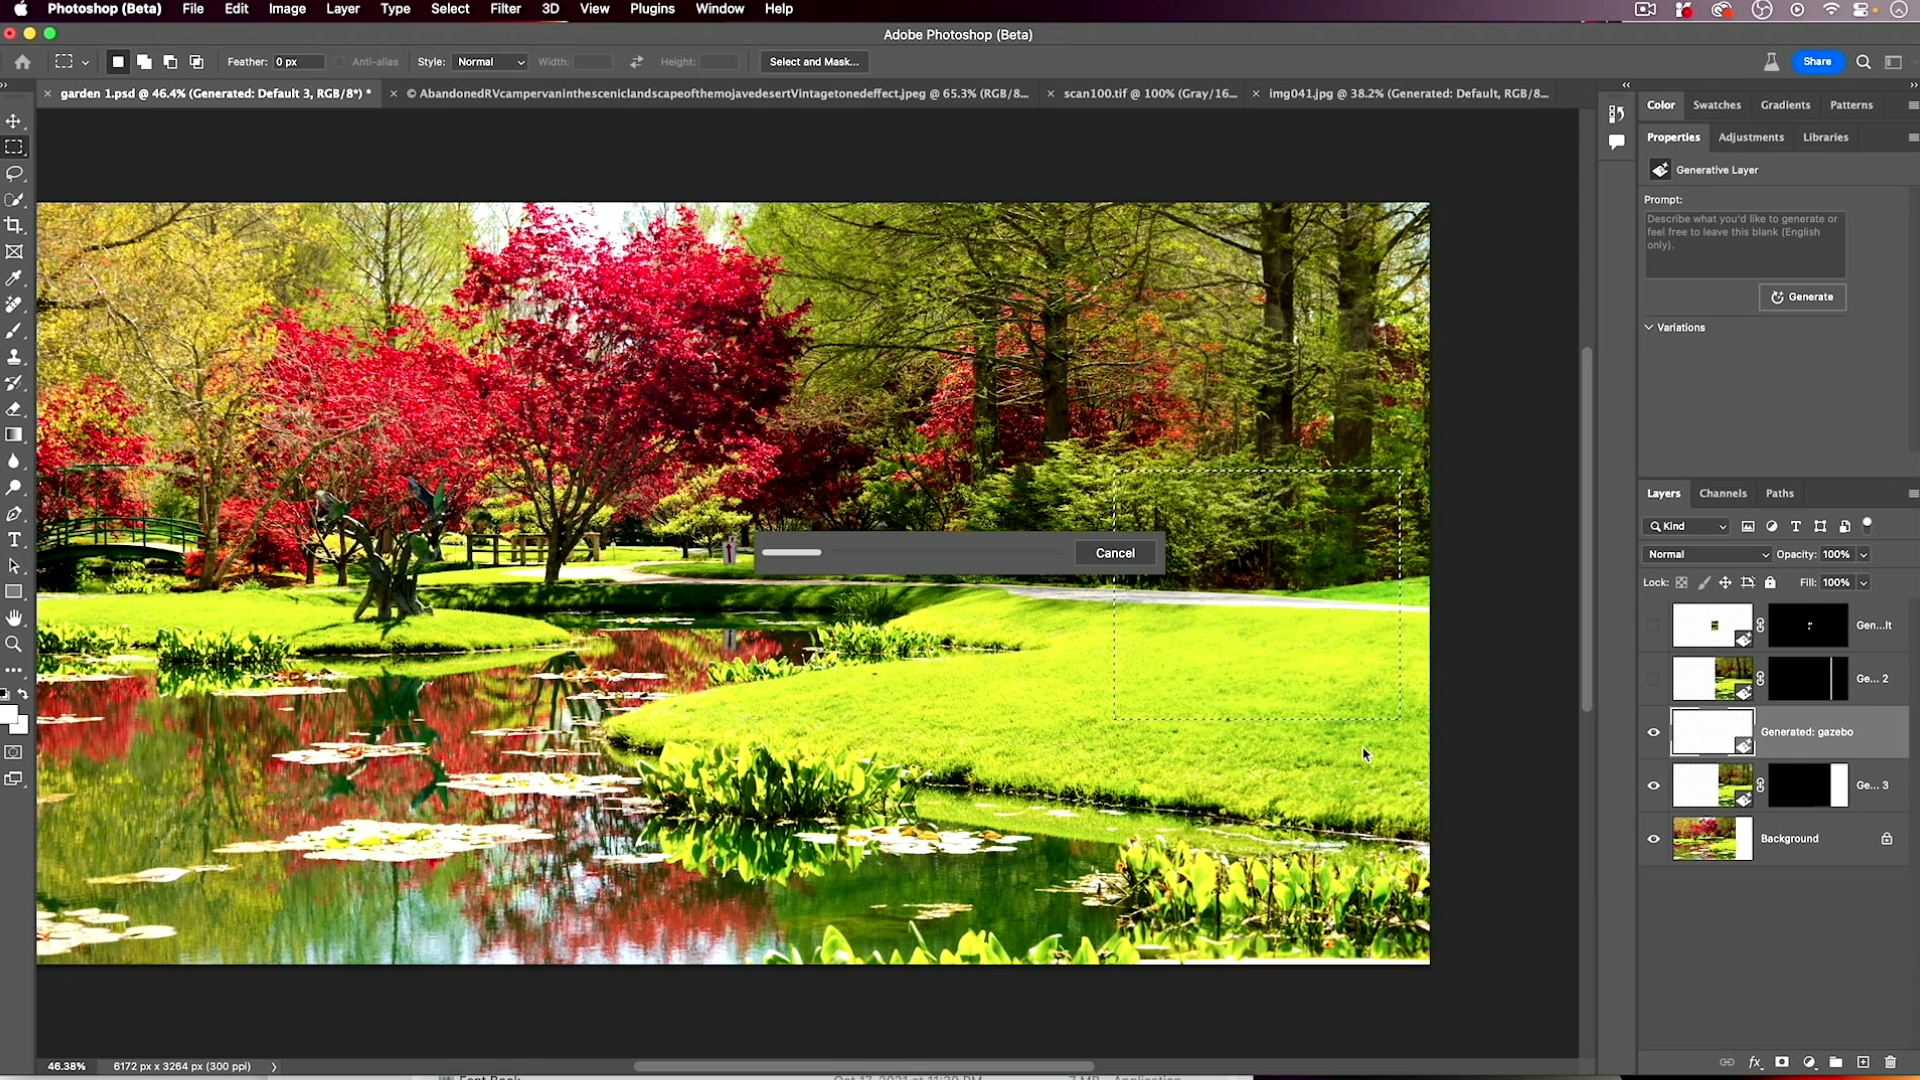 Photoshop (Beta) File Edit Image Layer Type Select Filter 3D View Plugins Window Help
Adobe Photoshop (Beta)
Feather: 0 px Anti-alias Style: Normal Width: Height: Select and Mask... Share
garden 1.psd @ 46.4% (Generated: Default 3, RGB/8*) * © AbandonedRVcampervaninthesceniclandscapeofthemojavedesertVintagetonedeffect.jpeg @ 65.3% (RGB/8... scan100.tif @ 100% (Gray/16... img041.jpg @ 38.2% (Generated: Default, RGB/8...
Color Swatches Gradients Patterns
Properties Adjustments Libraries
Generative Layer
Prompt:
Describe what you'd like to generate or
feel free to leave this blank (English
only).
Generate
Variations
Layers Channels Paths
Kind
Normal Opacity: 100%
Cancel
Lock: Fill: 100%
Gen...lt
Ge... 2
Generated: gazebo
Ge... 3
Background
46.38% 6172 px x 3264 px (300 ppi)